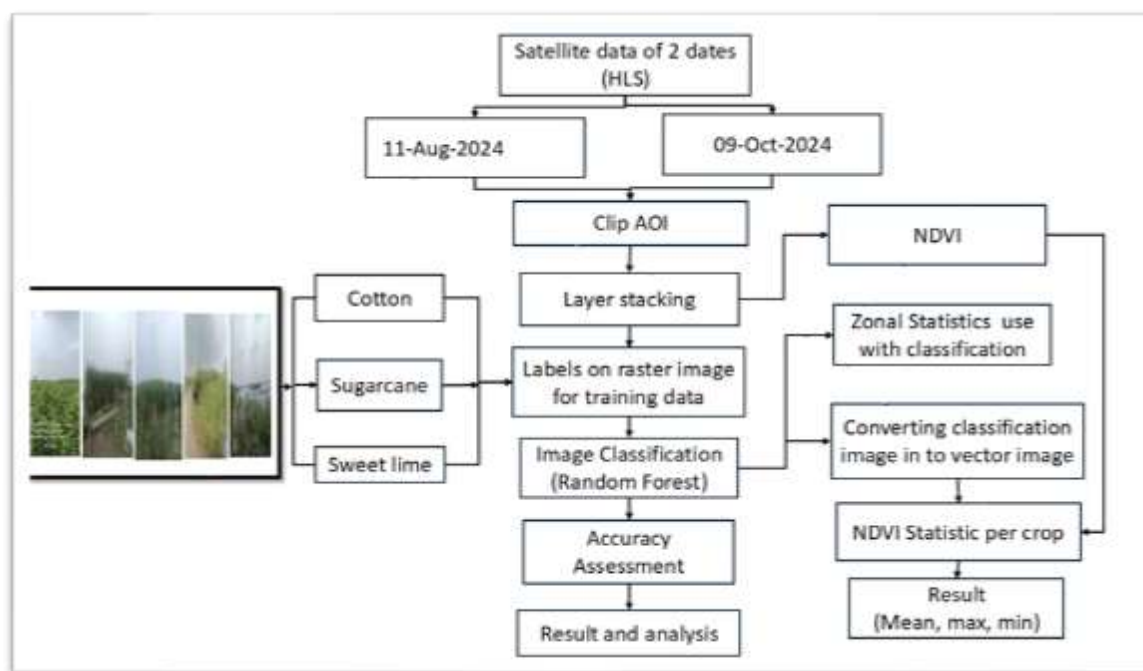 Satellite data of 2 dates
(HLS)
11-Aug-2024
09-Oct-2024
Clip AOI
NDVI
Layer stacking
Cotton
Zonal Statistics use
with classification
Labels on raster image
for training data
Sugarcane
Converting classification
image in to vector image
Image Classification
(Random Forest)
Sweet lime
NDVI Statistic per crop
Accuracy
Assessment
Result
(Mean, max, min)
Result and analysis